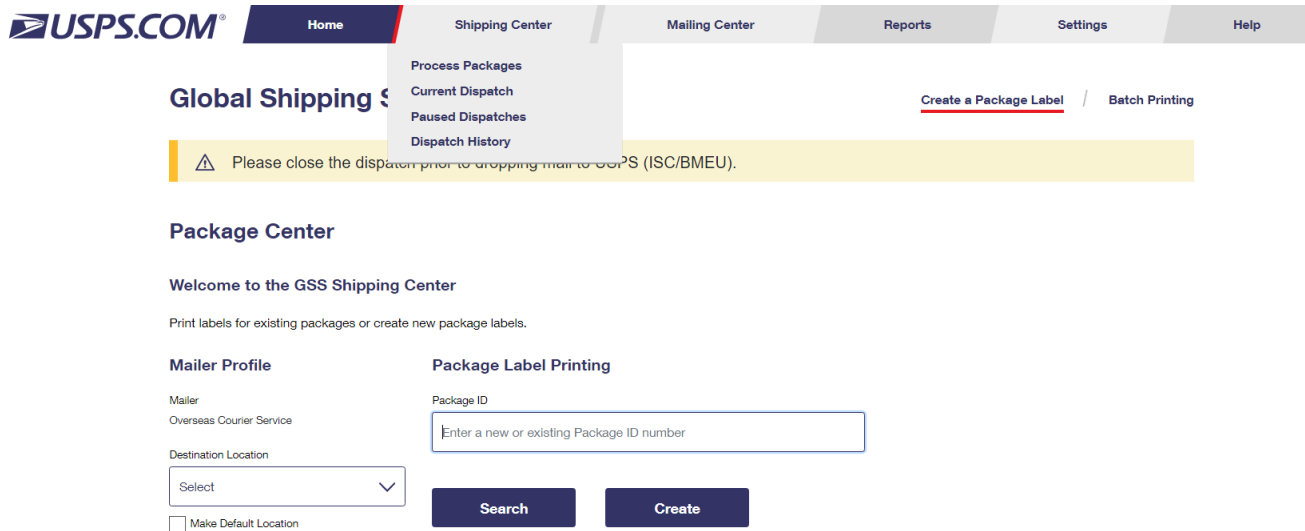 USPS.COM®
Home
Shipping Center
Mailing Center
Reports
Settings
Help
Process Packages
Current Dispatch
Paused Dispatches
Dispatch History
Global Shipping
Create a Package Label / Batch Printing
Please close the dispatch prior to dropping mail to USPS (ISC/BMEU).
Package Center
Welcome to the GSS Shipping Center
Print labels for existing packages or create new package labels.
Mailer Profile
Mailer
Overseas Courier Service
Destination Location
Select
Make Default Location
Package Label Printing
Package ID
Enter a new or existing Package ID number
Search
Create